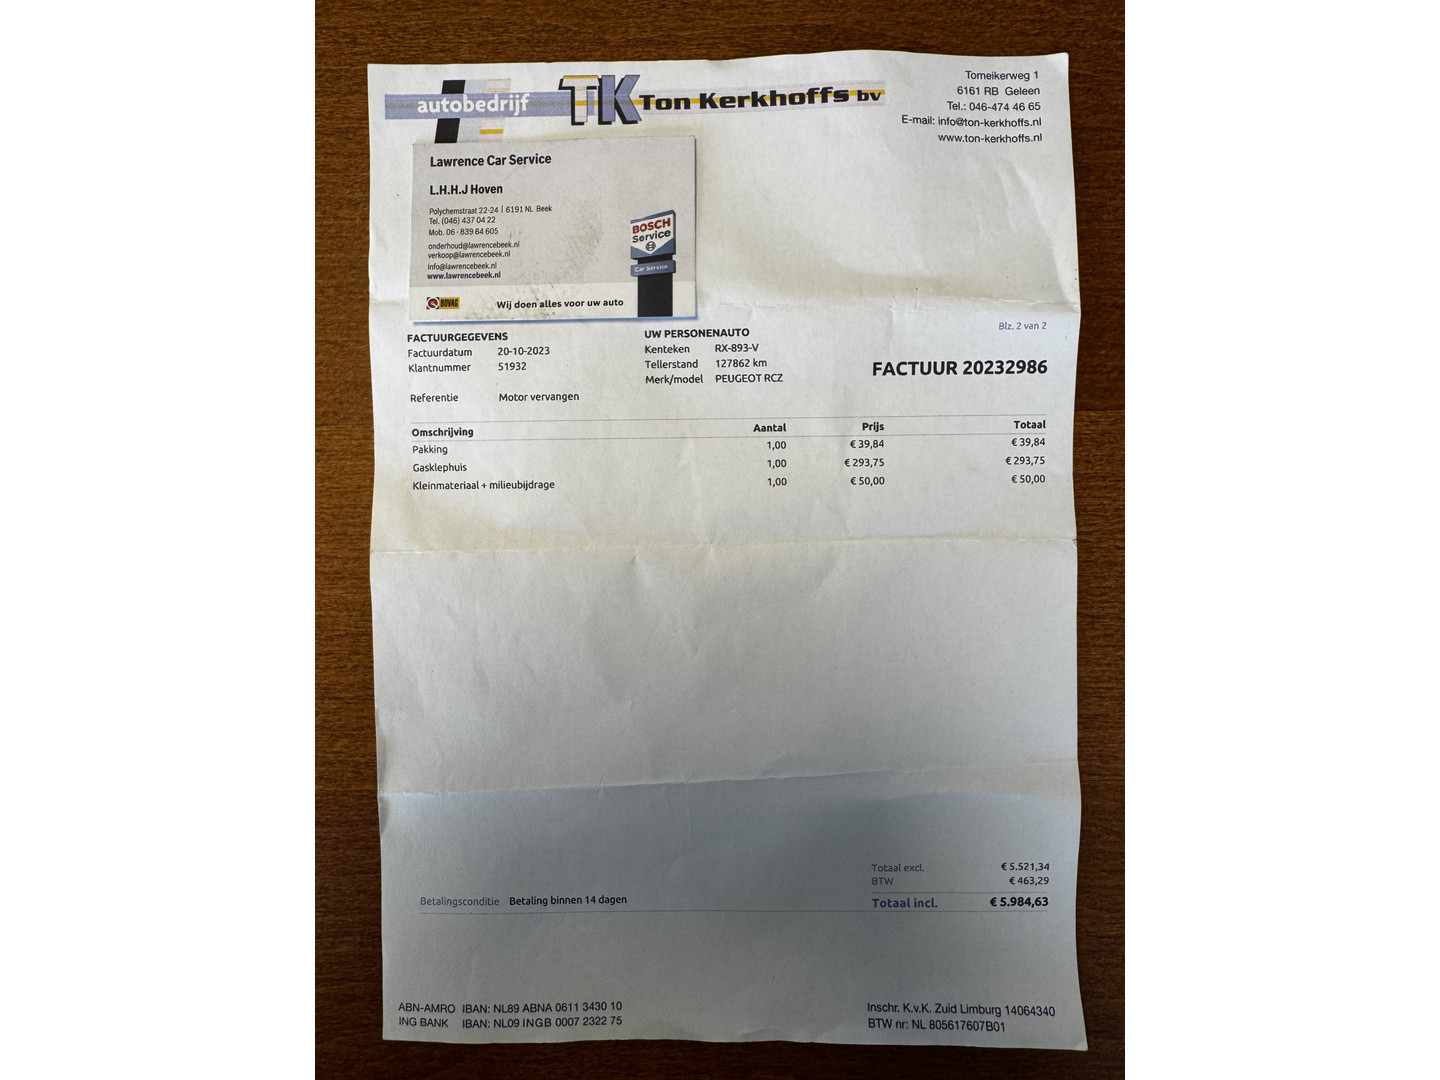 autobedrijf TK Ton Kerkhoffs bv
Tomeikerweg 1
6161 RB Geleen
Tel.: 046-474 46 65
E-mail: info@ton-kerkhoffs.nl
www.ton-kerkhoffs.nl
Lawrence Car Service
L.H.H.J Hoven
Polychemstraat 22-24 | 6191 NL Beek
Tel. (046) 437 04 22
Mob. 06 - 839 84 605
onderhoud@lawrencebeek.nl
verkoop@lawrencebeek.nl
info@lawrencebeek.nl
www.lawrencebeek.nl
BOSCH
Service
Car Service
BOVAG
Wij doen alles voor uw auto
Blz. 2 van 2
FACTUURGEGEVENS
Factuurdatum 20-10-2023
Klantnummer 51932
Referentie Motor vervangen
UW PERSONENAUTO
Kenteken RX-893-V
Tellerstand 127862 km
Merk/model PEUGEOT RCZ
FACTUUR 20232986
Omschrijving Aantal Prijs Totaal
Pakking 1,00 € 39,84 € 39,84
Gasklephuis 1,00 € 293,75 € 293,75
Kleinmateriaal + milieubijdrage 1,00 € 50,00 € 50,00
Totaal excl. € 5.521,34
BTW € 463,29
Betalingsconditie Betaling binnen 14 dagen
Totaal incl. € 5.984,63
ABN-AMRO IBAN: NL89 ABNA 0611 3430 10
ING BANK IBAN: NL09 INGB 0007 2322 75
Inschr. K.v.K. Zuid Limburg 14064340
BTW nr: NL 805617607B01